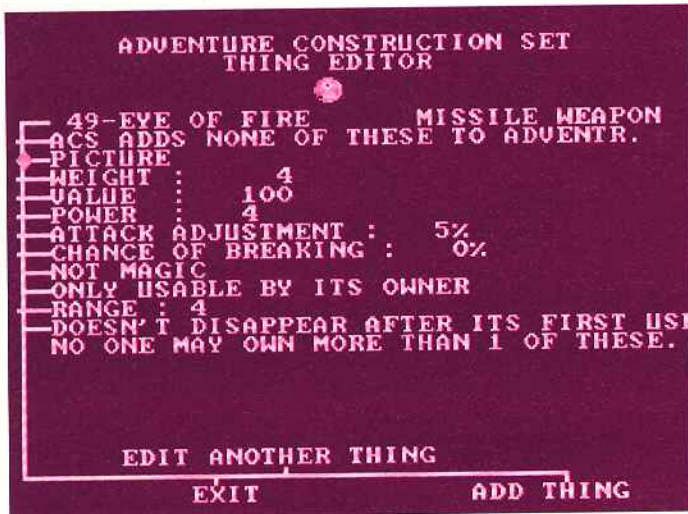 ADVENTURE CONSTRUCTION SET
THING EDITOR
49-EYE OF FIRE MISSILE WEAPON
ACS ADDS NONE OF THESE TO ADVENTR.
PICTURE
WEIGHT : 4
VALUE : 100
POWER : 4
ATTACK ADJUSTMENT : 5%
CHANCE OF BREAKING : 0%
NOT MAGIC
ONLY USABLE BY ITS OWNER
RANGE : 4
DOESN'T DISAPPEAR AFTER ITS FIRST USE
NO ONE MAY OWN MORE THAN 1 OF THESE.
EDIT ANOTHER THING
EXIT ADD THING